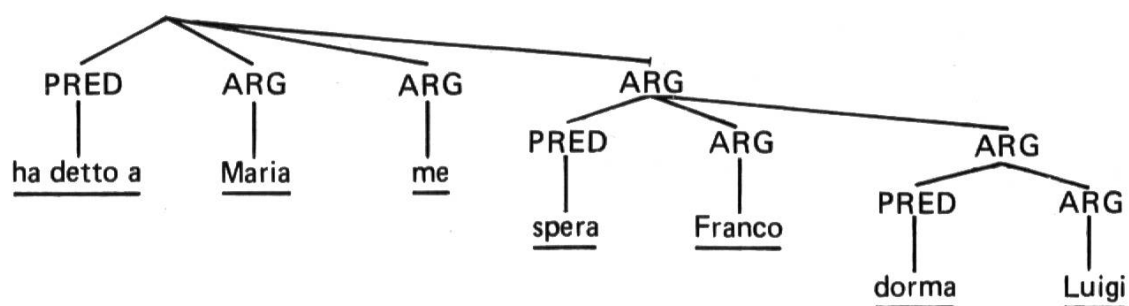 PRED ARG ARG ARG
ha detto a Maria me PRED ARG ARG
spera Franco PRED ARG
dorma Luigi